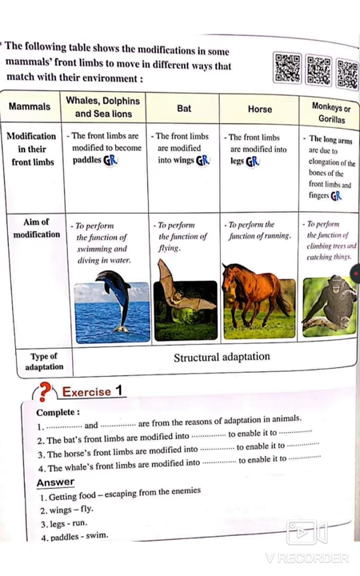 * The following table shows the modifications in some
mammals' front limbs to move in different ways that
match with their environment :
Mammals
Whales, Dolphins
and Sea lions
Bat
Horse
Monkeys or
Gorillas
Modification
in their
front limbs
- The front limbs are
modified to become
paddles GR
- The front limbs
are modified
into wings GR
- The front limbs
are modified into
legs GR
- The long arms
are due to
elongation of the
bones of the
front limbs and
fingers GR
Aim of
modification
- To perform
the function of
swimming and
diving in water.
- To perform
the function of
flying.
- To perform the
function of running.
- To perform
the function of
climbing trees and
catching things.
Type of
adaptation
Structural adaptation
? Exercise 1
Complete :
1. ................ and ................ are from the reasons of adaptation in animals.
2. The bat's front limbs are modified into ................ to enable it to ................
3. The horse's front limbs are modified into ................ to enable it to ................
4. The whale's front limbs are modified into ................ to enable it to ................
Answer
1. Getting food – escaping from the enemies
2. wings – fly.
3. legs - run.
4. paddles - swim.
V RECORDER